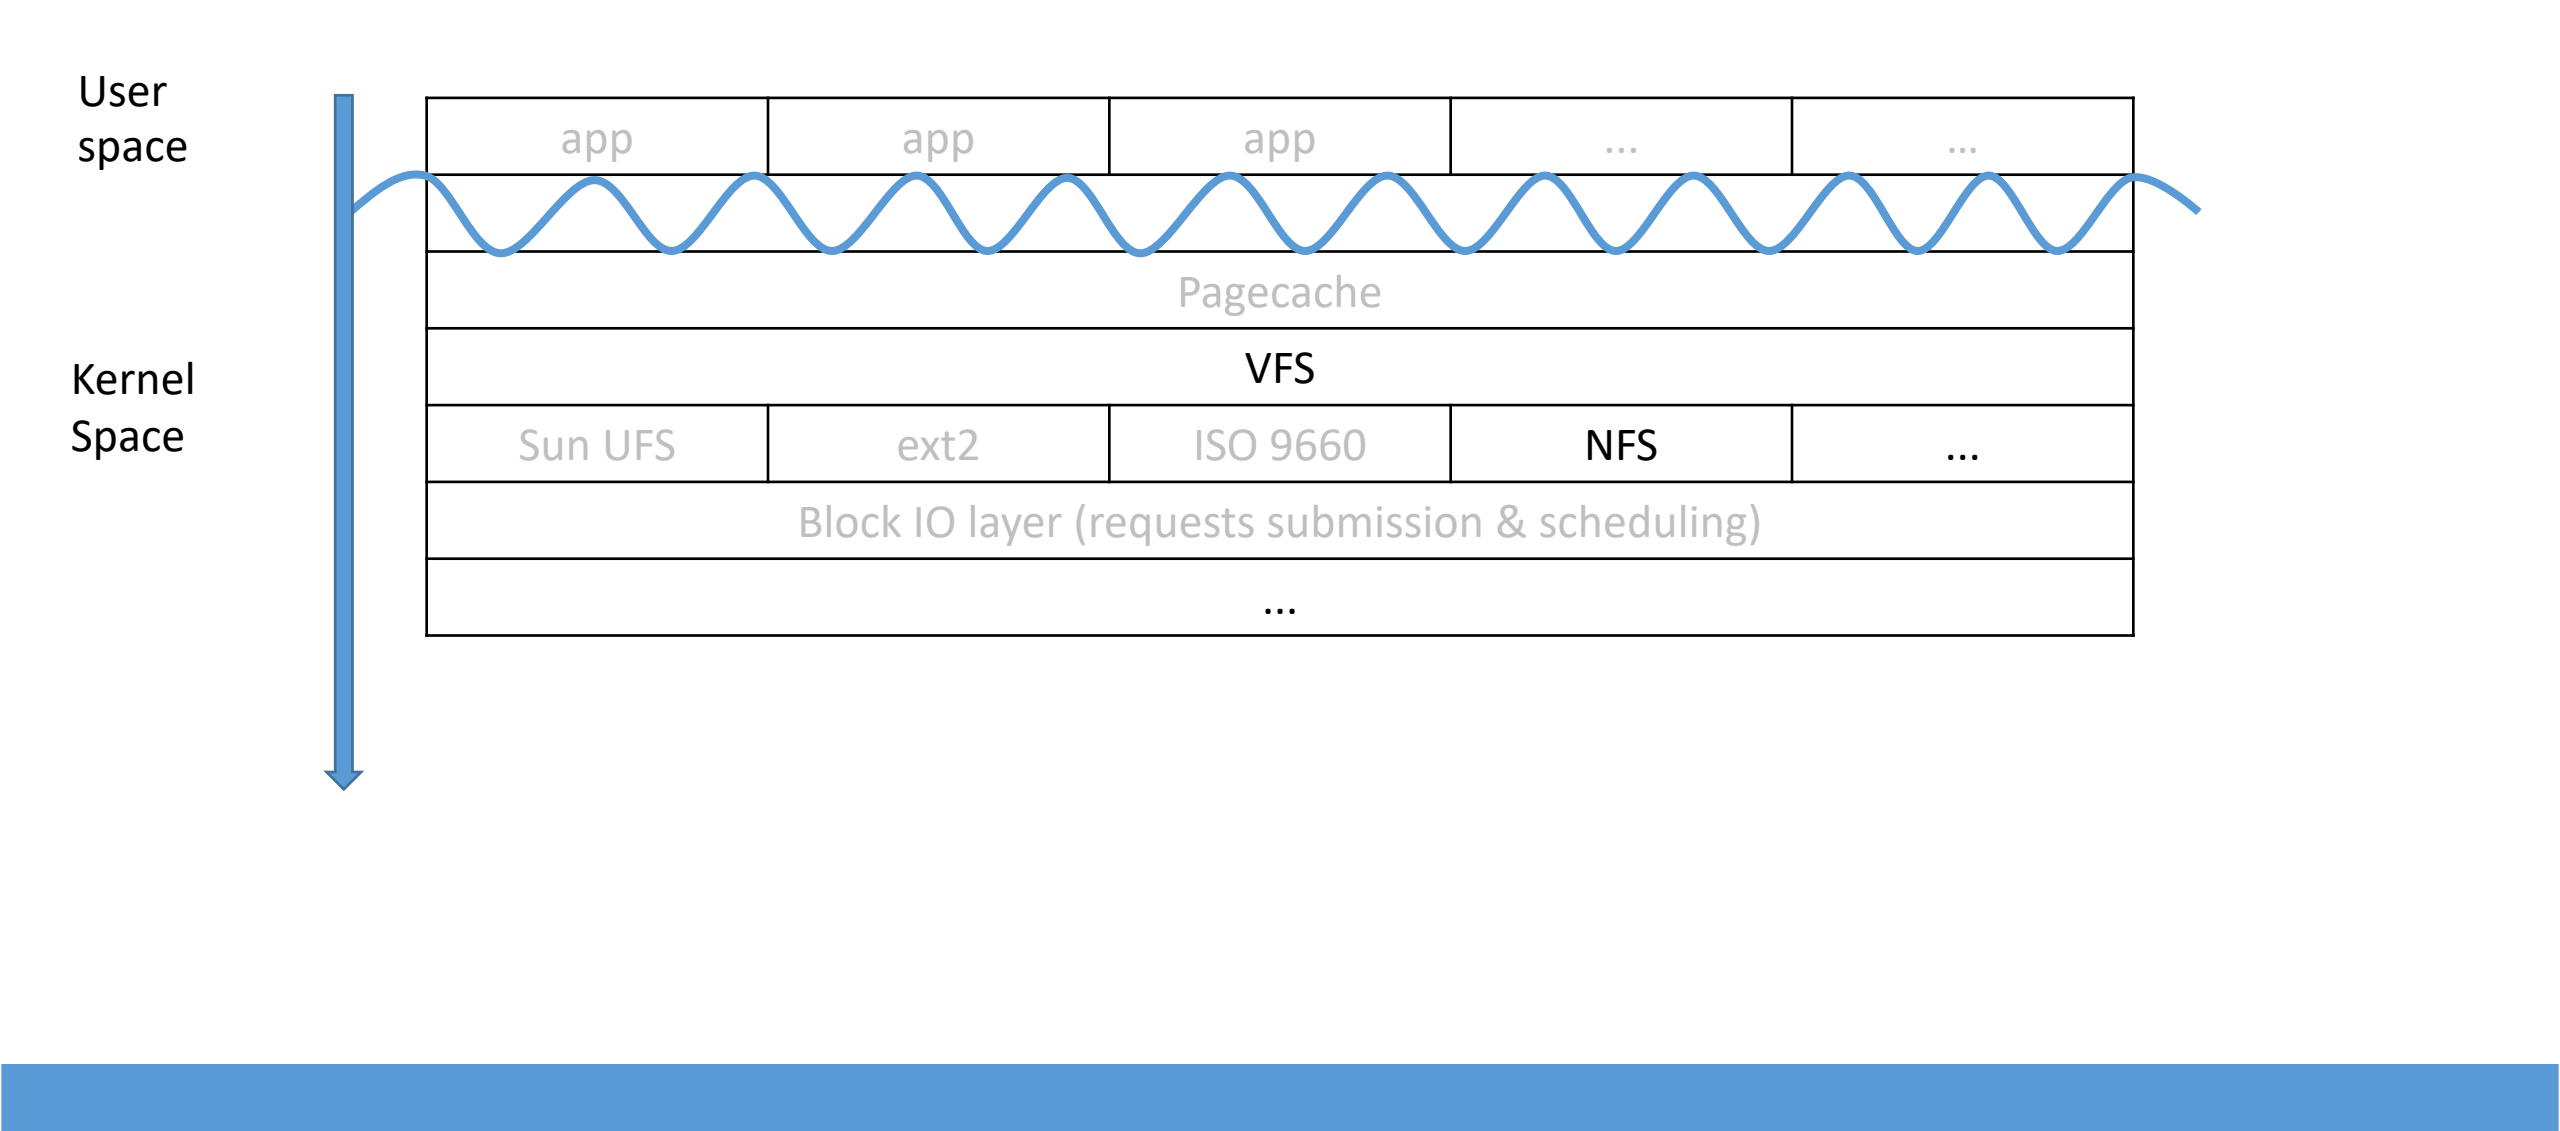 User
space
app
app
app
...
...
Pagecache
VFS
Kernel
Space
Sun UFS
ext2
ISO 9660
NFS
...
Block IO layer (requests submission & scheduling)
...